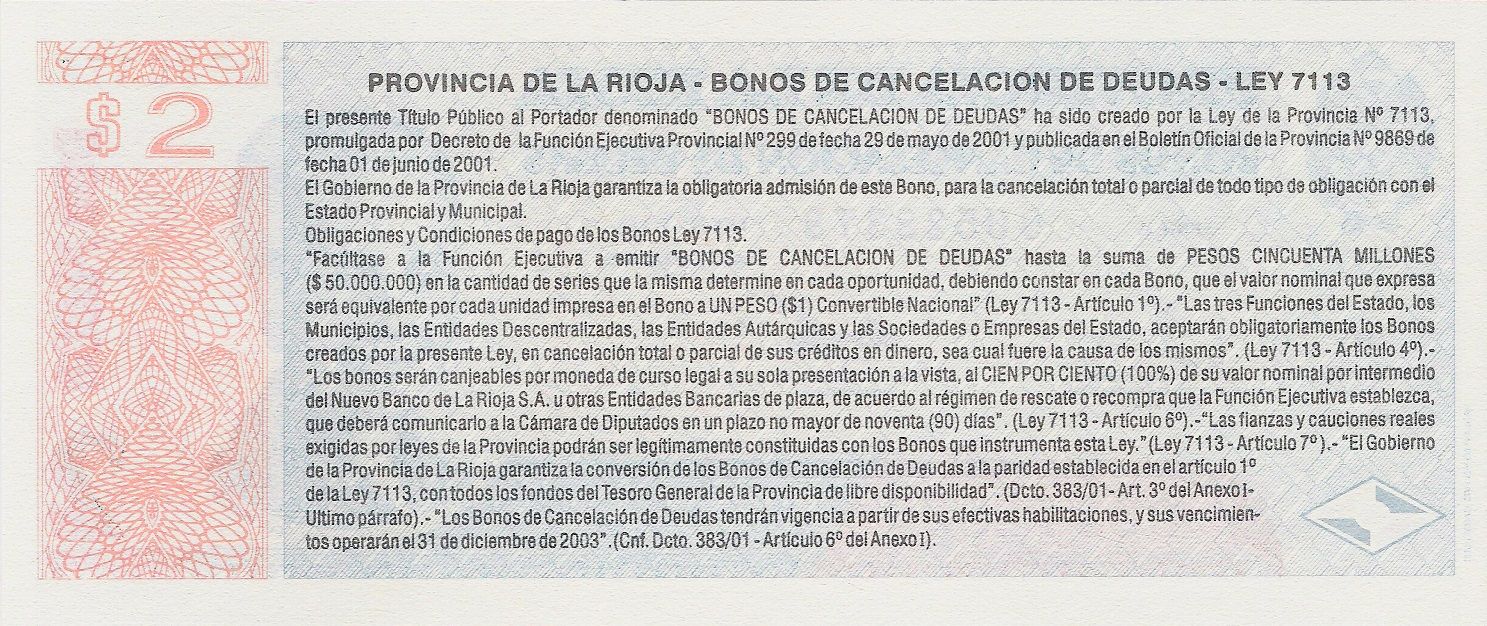 $ 2
PROVINCIA DE LA RIOJA - BONOS DE CANCELACION DE DEUDAS - LEY 7113
El presente Título Público al Portador denominado "BONOS DE CANCELACION DE DEUDAS" ha sido creado por la Ley de la Provincia Nº 7113,
promulgada por Decreto de la Función Ejecutiva Provincial Nº 299 de fecha 29 de mayo de 2001 y publicada en el Boletín Oficial de la Provincia Nº 9869 de
fecha 01 de junio de 2001.
El Gobierno de la Provincia de La Rioja garantiza la obligatoria admisión de este Bono, para la cancelación total o parcial de todo tipo de obligación con el
Estado Provincial y Municipal.
Obligaciones y Condiciones de pago de los Bonos Ley 7113.
"Facúltase a la Función Ejecutiva a emitir "BONOS DE CANCELACION DE DEUDAS" hasta la suma de PESOS CINCUENTA MILLONES
($ 50.000.000) en la cantidad de series que la misma determine en cada oportunidad, debiendo constar en cada Bono, que el valor nominal que expresa
será equivalente por cada unidad impresa en el Bono a UN PESO ($1) Convertible Nacional" (Ley 7113 - Artículo 1º).- "Las tres Funciones del Estado, los
Municipios, las Entidades Descentralizadas, las Entidades Autárquicas y las Sociedades o Empresas del Estado, aceptarán obligatoriamente los Bonos
creados por la presente Ley, en cancelación total o parcial de sus créditos en dinero, sea cual fuere la causa de los mismos". (Ley 7113 - Artículo 4º).-
"Los bonos serán canjeables por moneda de curso legal a su sola presentación a la vista, al CIEN POR CIENTO (100%) de su valor nominal por intermedio
del Nuevo Banco de La Rioja S.A. u otras Entidades Bancarias de plaza, de acuerdo al régimen de rescate o recompra que la Función Ejecutiva establezca,
que deberá comunicarlo a la Cámara de Diputados en un plazo no mayor de noventa (90) días". (Ley 7113 - Artículo 6º).-"Las fianzas y cauciones reales
exigidas por leyes de la Provincia podrán ser legítimamente constituidas con los Bonos que instrumenta esta Ley." (Ley 7113 - Artículo 7º).- "El Gobierno
de la Provincia de La Rioja garantiza la conversión de los Bonos de Cancelación de Deudas a la paridad establecida en el artículo 1º
de la Ley 7113, con todos los fondos del Tesoro General de la Provincia de libre disponibilidad". (Dcto. 383/01 - Art. 3º del Anexo I-
Ultimo párrafo).- "Los Bonos de Cancelación de Deudas tendrán vigencia a partir de sus efectivas habilitaciones, y sus vencimien-
tos operarán el 31 de diciembre de 2003". (Cnf. Dcto. 383/01 - Artículo 6º del Anexo I).